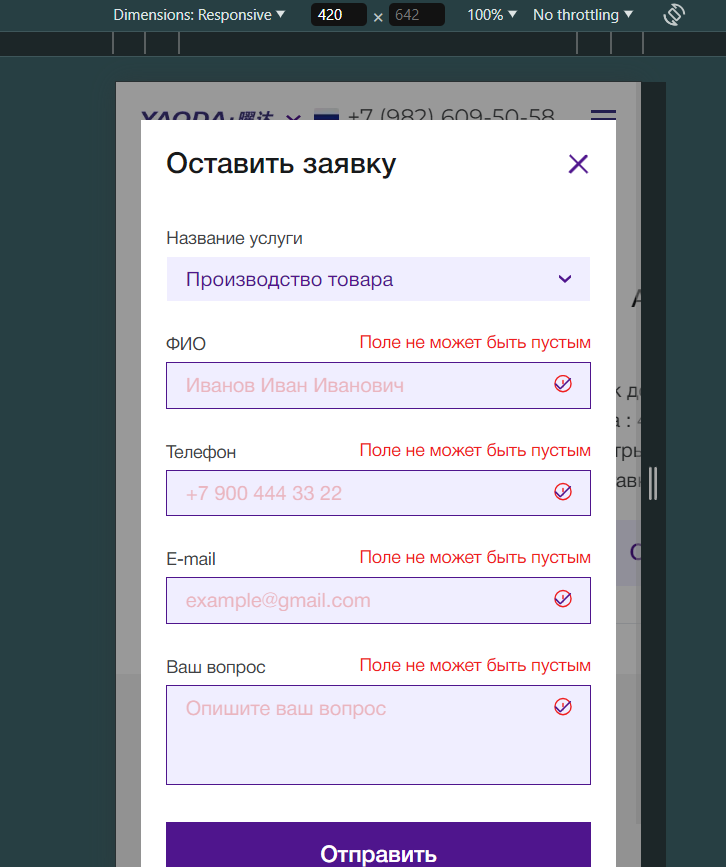 Dimensions: Responsive 420 × 642 100% No throttling
YAODA 曜达 +7 (982) 609-50-58
Оставить заявку
Название услуги
Производство товара
ФИО Поле не может быть пустым
Иванов Иван Иванович
Телефон Поле не может быть пустым
+7 900 444 33 22
E-mail Поле не может быть пустым
example@gmail.com
Ваш вопрос Поле не может быть пустым
Опишите ваш вопрос
Отправить